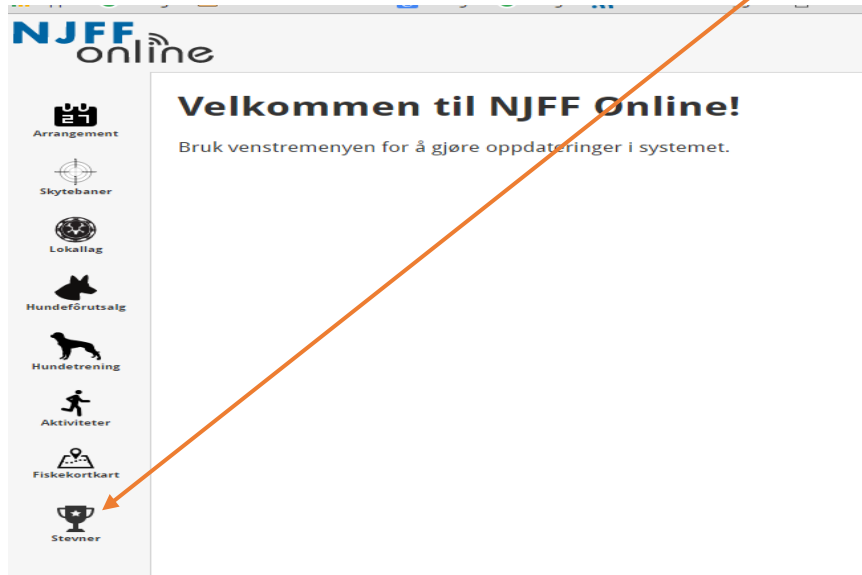 NJFF
online
Velkommen til NJFF Online!
Bruk venstremenyen for å gjøre oppdateringer i systemet.
Arrangement
Skytebaner
Lokallag
Hundefôrutsalg
Hundetrening
Aktiviteter
Fiskekortkart
Stevner